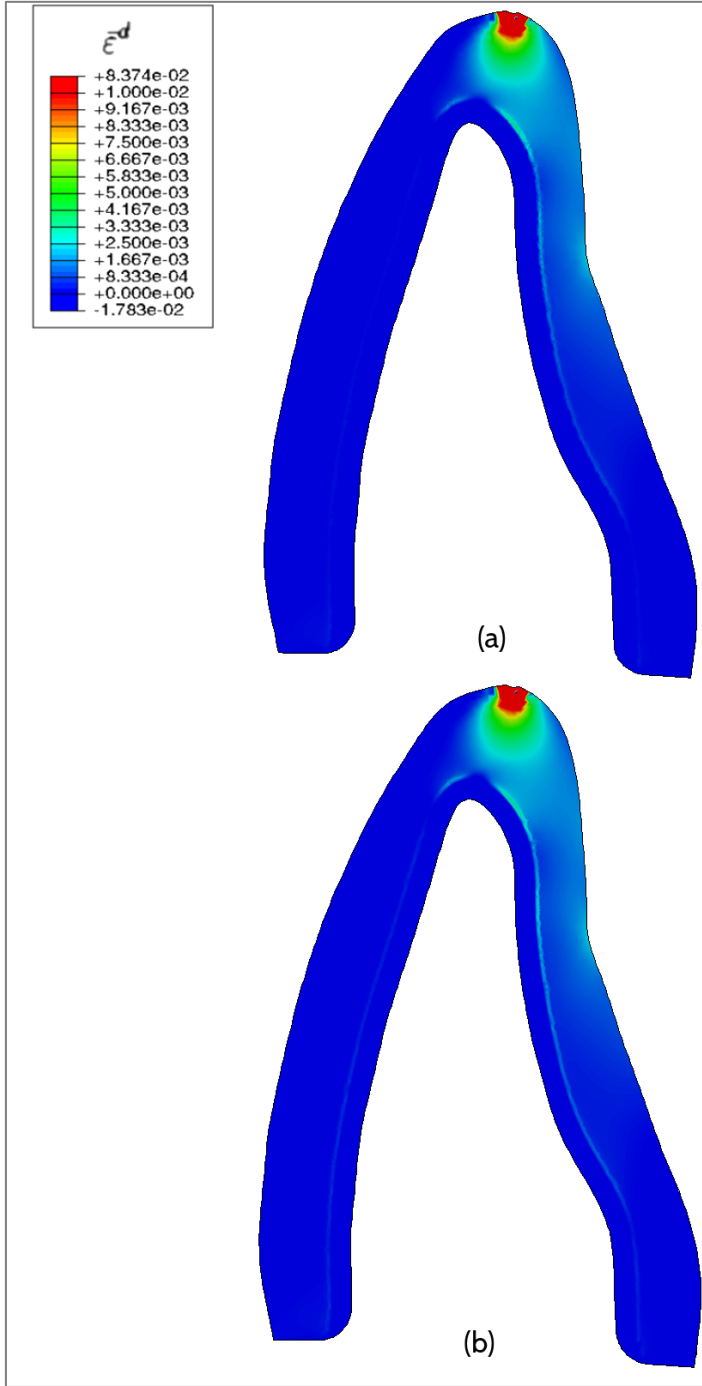 ε̄ᵈ
+8.374e-02
+1.000e-02
+9.167e-03
+8.333e-03
+7.500e-03
+6.667e-03
+5.833e-03
+5.000e-03
+4.167e-03
+3.333e-03
+2.500e-03
+1.667e-03
+8.333e-04
+0.000e+00
-1.783e-02
(a)
(b)